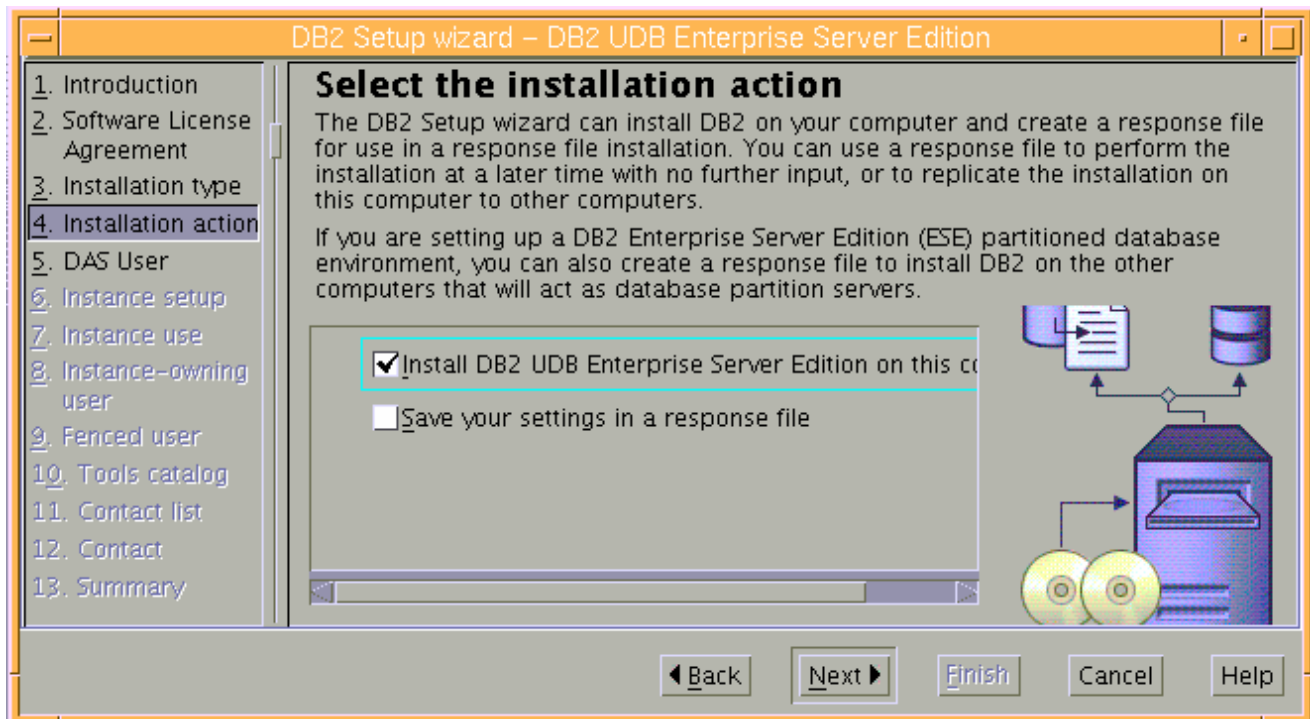 DB2 Setup wizard – DB2 UDB Enterprise Server Edition
1. Introduction
2. Software License
Agreement
3. Installation type
4. Installation action
5. DAS User
6. Instance setup
7. Instance use
8. Instance-owning
user
9. Fenced user
10. Tools catalog
11. Contact list
12. Contact
13. Summary
Select the installation action
The DB2 Setup wizard can install DB2 on your computer and create a response file
for use in a response file installation. You can use a response file to perform the
installation at a later time with no further input, or to replicate the installation on
this computer to other computers.
If you are setting up a DB2 Enterprise Server Edition (ESE) partitioned database
environment, you can also create a response file to install DB2 on the other
computers that will act as database partition servers.
Install DB2 UDB Enterprise Server Edition on this
Save your settings in a response file
Back Next Finish Cancel Help